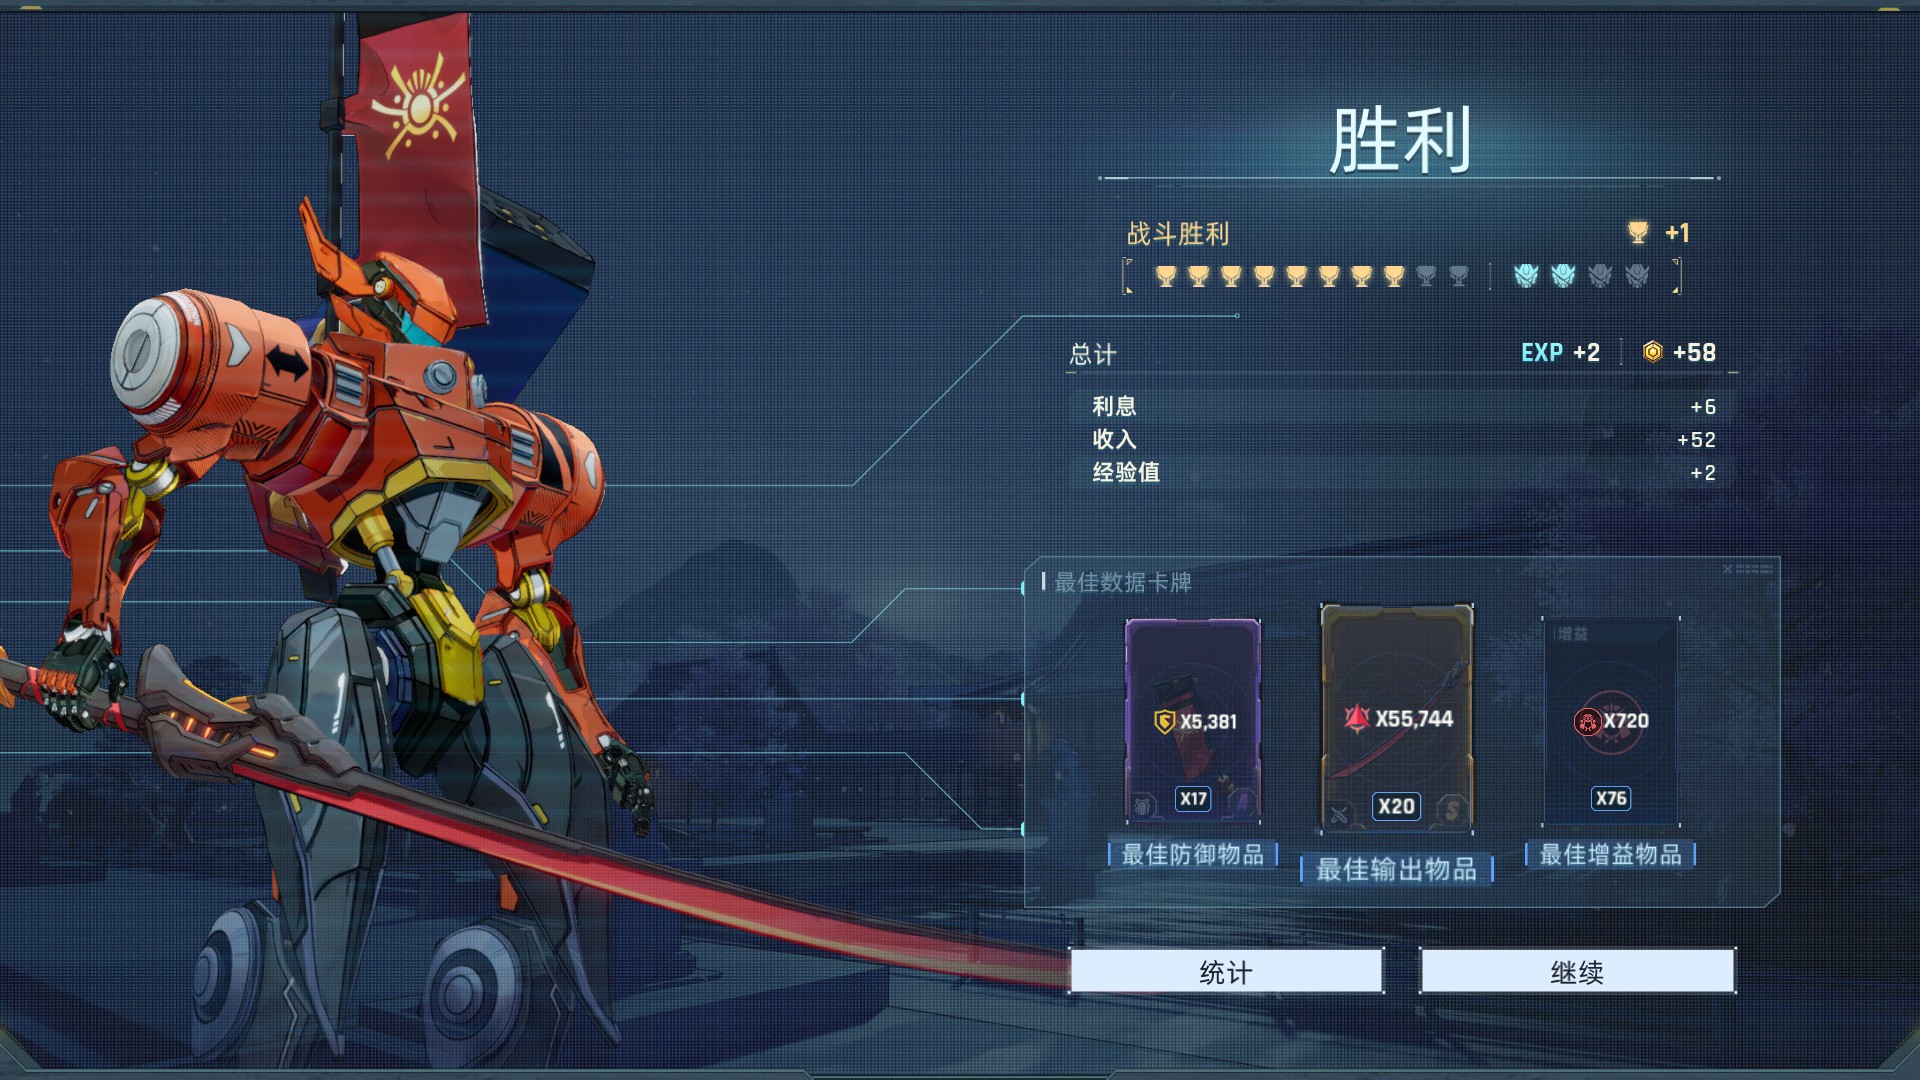 胜利
战斗胜利 +1
总计 EXP +2 +58
利息 +6
收入 +52
经验值 +2
最佳数据卡牌
增益
X5,381
X55,744
X720
X17
X20
X76
最佳防御物品
最佳输出物品
最佳增益物品
统计
继续